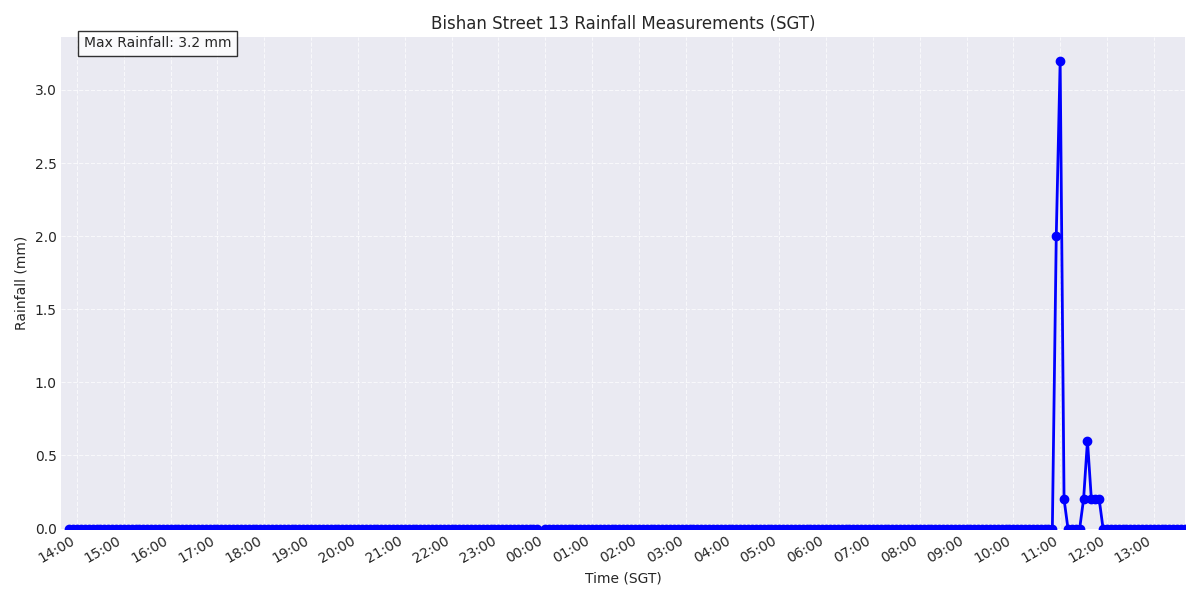 Bishan Street 13 Rainfall Measurements (SGT)
Max Rainfall: 3.2 mm
3.0
2.5
2.0
1.5
1.0
0.5
0.0
Rainfall (mm)
14:00 15:00 16:00 17:00 18:00 19:00 20:00 21:00 22:00 23:00 00:00 01:00 02:00 03:00 04:00 05:00 06:00 07:00 08:00 09:00 10:00 11:00 12:00 13:00
Time (SGT)